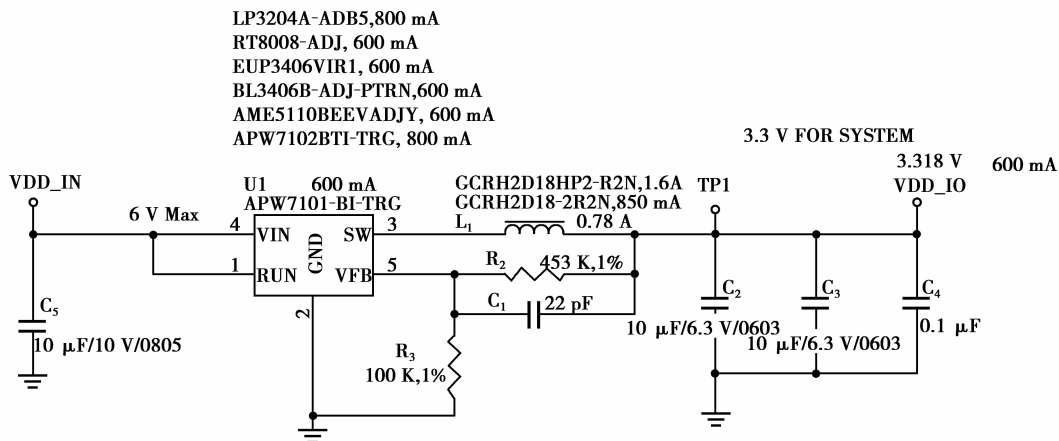 LP3204A-ADB5,800 mA
RT8008-ADJ, 600 mA
EUP3406VIR1, 600 mA
BL3406B-ADJ-PTRN,600 mA
AME5110BEEVADJY, 600 mA
APW7102BTI-TRG, 800 mA
3.3 V FOR SYSTEM
3.318 V
600 mA
VDD_IN
U1
600 mA
GCRH2D18HP2-R2N,1.6A
TP1
VDD_IO
APW7101-BI-TRG
GCRH2D18-2R2N,850 mA
6 V Max
L₁
0.78 A
4
VIN
SW
3
GND
1
RUN
VFB
5
R₂
453 K,1%
2
C₁
22 pF
C₅
10 μF/10 V/0805
C₂
10 μF/6.3 V/0603
C₃
10 μF/6.3 V/0603
C₄
0.1 μF
R₃
100 K,1%